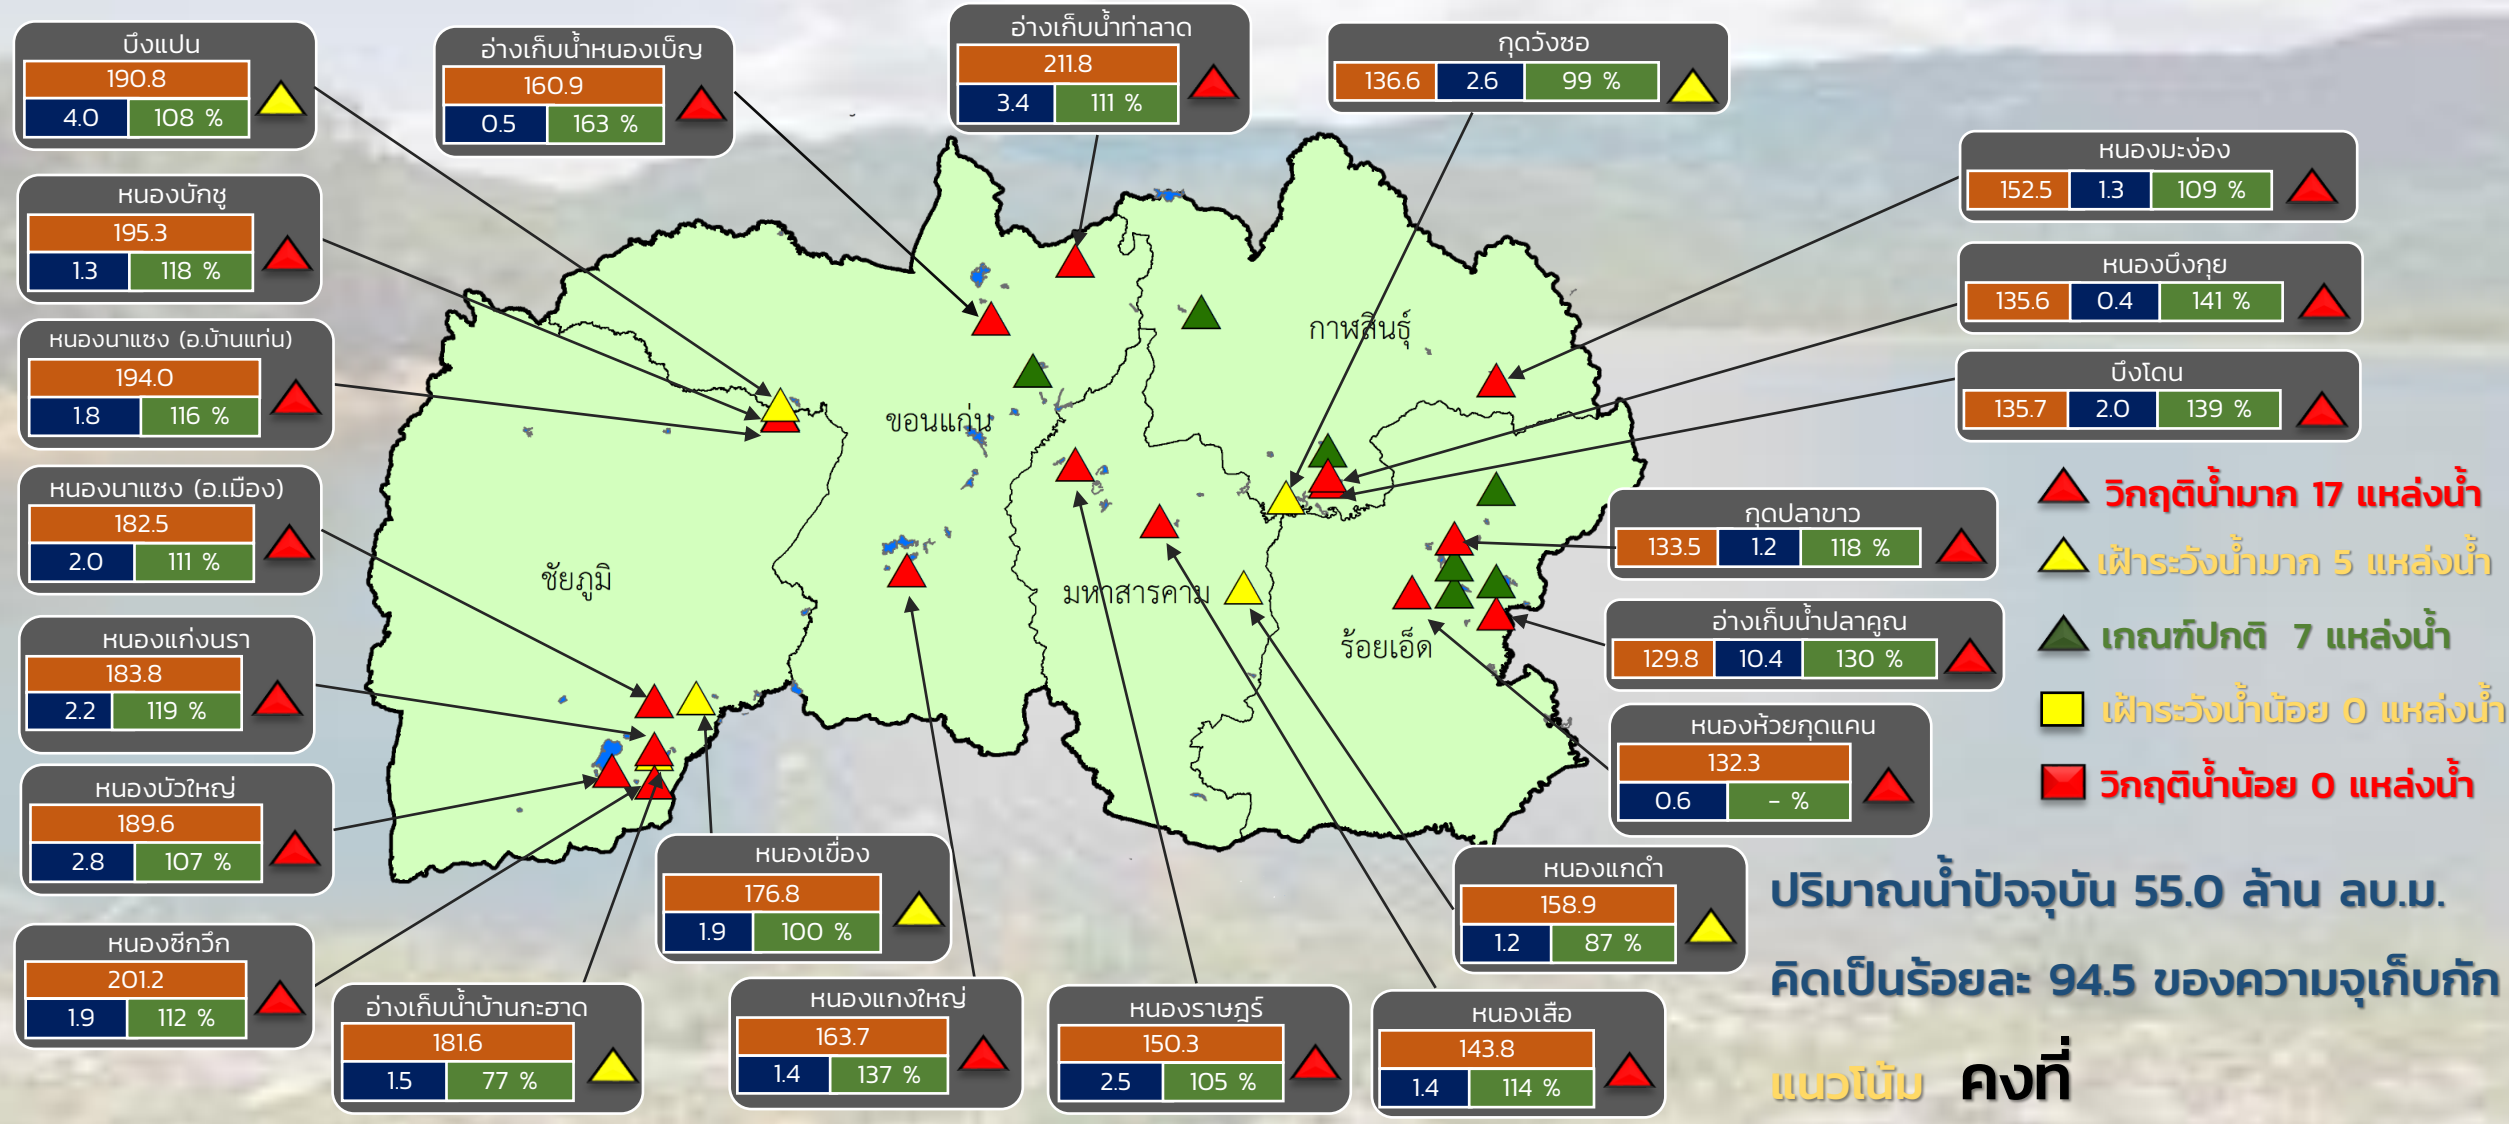 บึงแปน
190.8
4.0 108 %
อ่างเก็บน้ำหนองเบ็ญ
160.9
0.5 163 %
อ่างเก็บน้ำท่าลาด
211.8
3.4 111 %
กุดวังซอ
136.6 2.6 99 %
หนองบักชู
195.3
1.3 118 %
หนองมะง่อง
152.5 1.3 109 %
หนองบึงกุย
135.6 0.4 141 %
หนองนาแซง (อ.บ้านแท่น)
194.0
1.8 116 %
บึงโดน
135.7 2.0 139 %
กาฬสินธุ์
ขอนแก่น
ชัยภูมิ
มหาสารคาม
ร้อยเอ็ด
หนองนาแซง (อ.เมือง)
182.5
2.0 111 %
กุดปลาขาว
133.5 1.2 118 %
อ่างเก็บน้ำปลาคูณ
129.8 10.4 130 %
หนองห้วยกุดแคน
132.3
0.6 - %
วิกฤติน้ำมาก 17 แหล่งน้ำ
เฝ้าระวังน้ำมาก 5 แหล่งน้ำ
เกณฑ์ปกติ 7 แหล่งน้ำ
เฝ้าระวังน้ำน้อย 0 แหล่งน้ำ
วิกฤติน้ำน้อย 0 แหล่งน้ำ
หนองแก่งนรา
183.8
2.2 119 %
หนองบัวใหญ่
189.6
2.8 107 %
หนองซีกวึก
201.2
1.9 112 %
อ่างเก็บน้ำบ้านกะฮาด
181.6
1.5 77 %
หนองเขื่อง
176.8
1.9 100 %
หนองแกงใหญ่
163.7
1.4 137 %
หนองราษฎร์
150.3
2.5 105 %
หนองเสือ
143.8
1.4 114 %
หนองแกดำ
158.9
1.2 87 %
ปริมาณน้ำปัจจุบัน 55.0 ล้าน ลบ.ม.
คิดเป็นร้อยละ 94.5 ของความจุเก็บกัก
แนวโน้ม คงที่